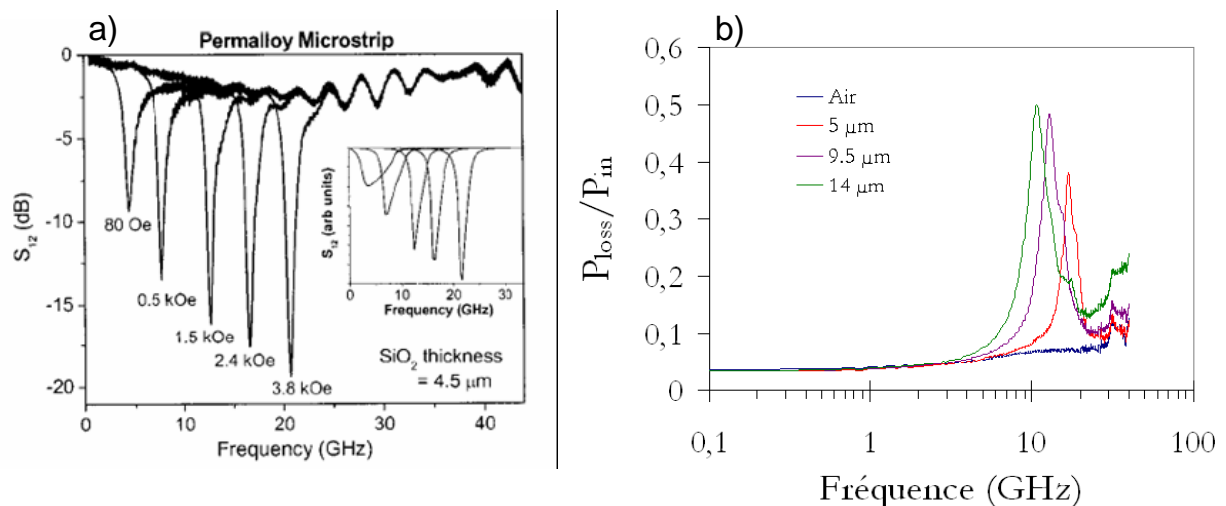 a)
Permalloy Microstrip
0
-5
-10
-15
-20
S12 (dB)
80 Oe
0.5 kOe
1.5 kOe
2.4 kOe
3.8 kOe
S12 (arb units)
0 10 20 30
Frequency (GHz)
SiO2 thickness
= 4.5 µm
0 10 20 30 40
Frequency (GHz)
b)
0,6
0,5
0,4
0,3
0,2
0,1
0
Ploss/Pin
Air
5 µm
9.5 µm
14 µm
0,1 1 10 100
Fréquence (GHz)